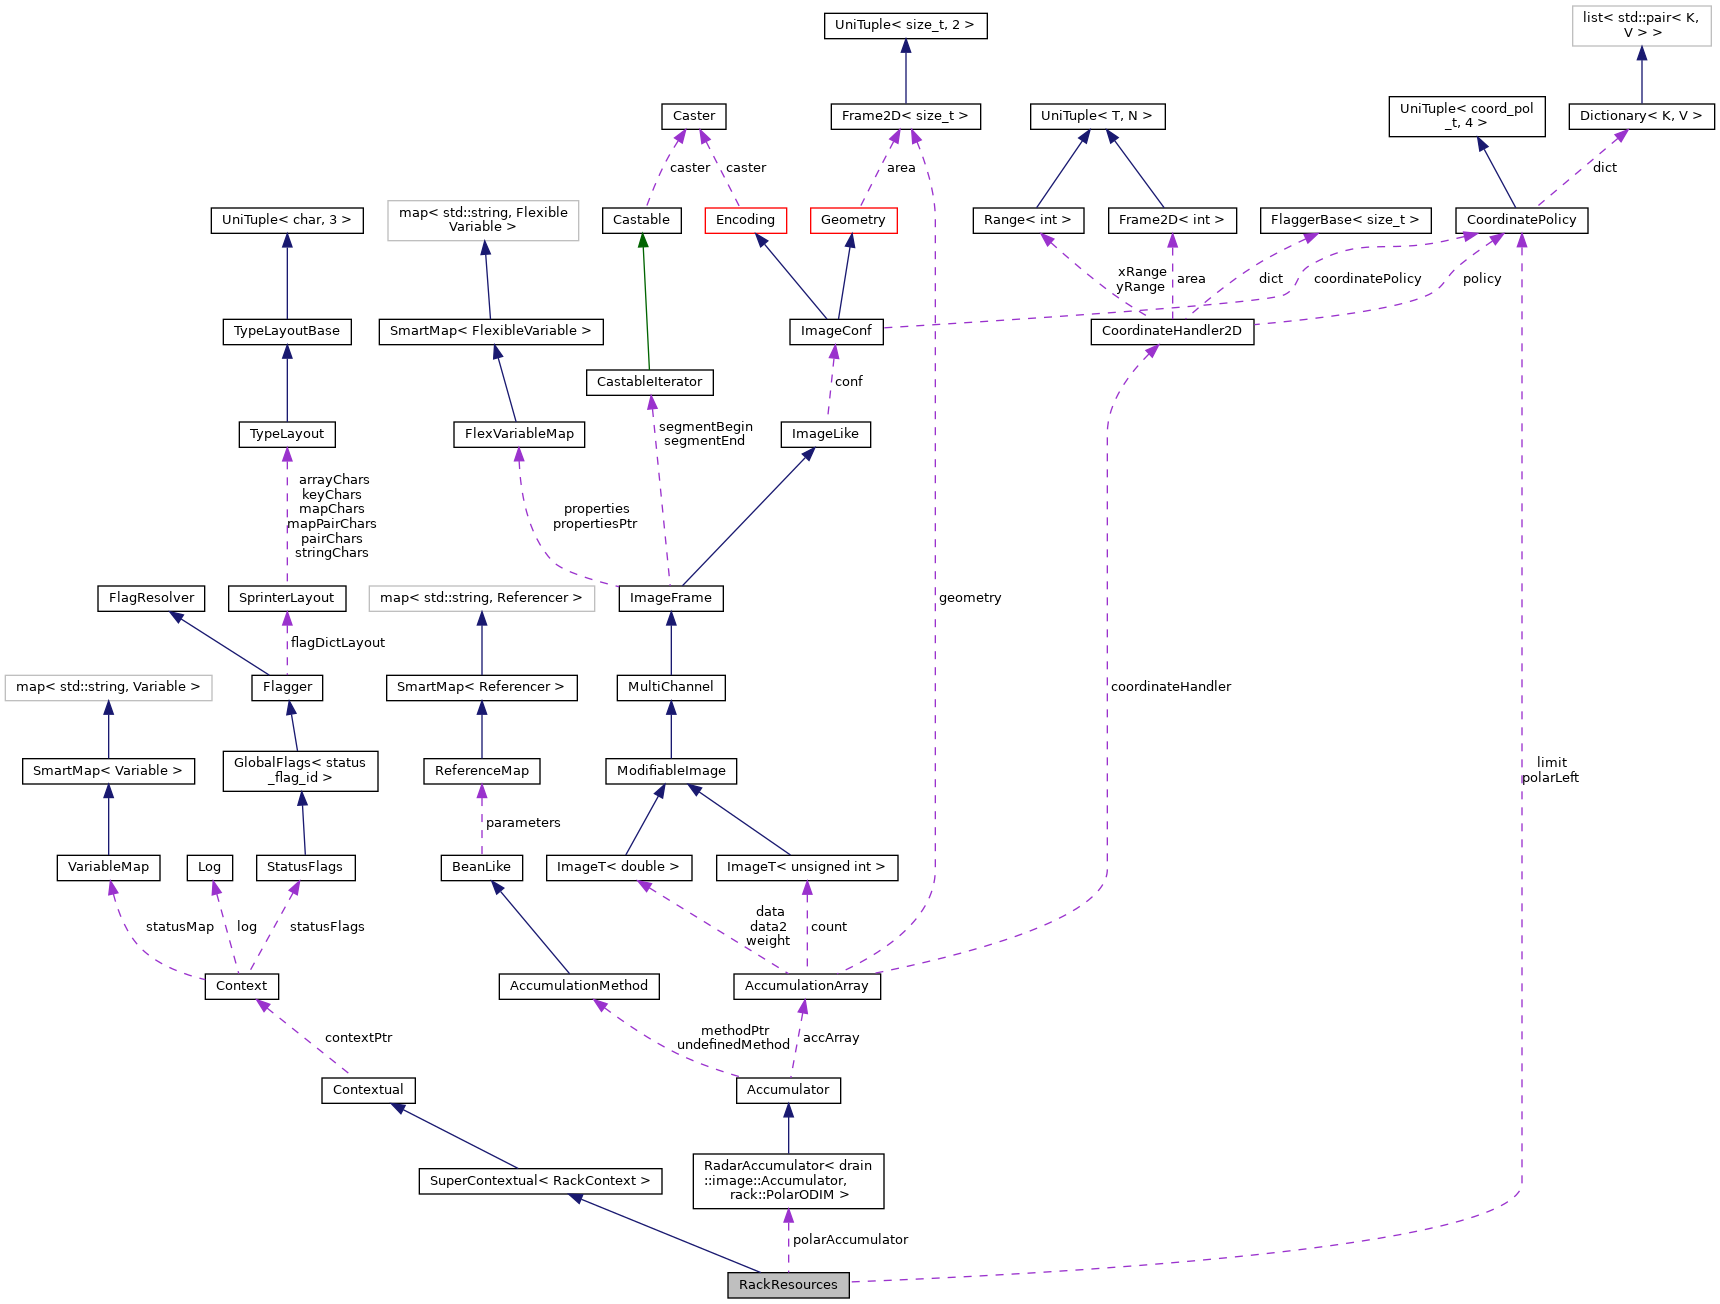 UniTuple< size_t, 2 >
list< std::pair< K,
V > >
Caster
Frame2D< size_t >
UniTuple< T, N >
UniTuple< coord_pol
_t, 4 >
Dictionary< K, V >
caster
caster
area
dict
UniTuple< char, 3 >
map< std::string, Flexible
Variable >
Castable
Encoding
Geometry
Range< int >
Frame2D< int >
FlaggerBase< size_t >
CoordinatePolicy
xRange
yRange
area
dict
coordinatePolicy
policy
TypeLayoutBase
SmartMap< FlexibleVariable >
ImageConf
CoordinateHandler2D
CastableIterator
conf
TypeLayout
FlexVariableMap
segmentBegin
segmentEnd
ImageLike
arrayChars
keyChars
mapChars
mapPairChars
pairChars
stringChars
properties
propertiesPtr
FlagResolver
SprinterLayout
map< std::string, Referencer >
ImageFrame
geometry
flagDictLayout
map< std::string, Variable >
Flagger
SmartMap< Referencer >
MultiChannel
coordinateHandler
SmartMap< Variable >
GlobalFlags< status
_flag_id >
ReferenceMap
ModifiableImage
limit
polarLeft
parameters
VariableMap
Log
StatusFlags
BeanLike
ImageT< double >
ImageT< unsigned int >
statusMap
log
statusFlags
data
data2
weight
count
Context
AccumulationMethod
AccumulationArray
contextPtr
methodPtr
undefinedMethod
accArray
Contextual
Accumulator
SuperContextual< RackContext >
RadarAccumulator< drain
::image::Accumulator,
rack::PolarODIM >
polarAccumulator
RackResources